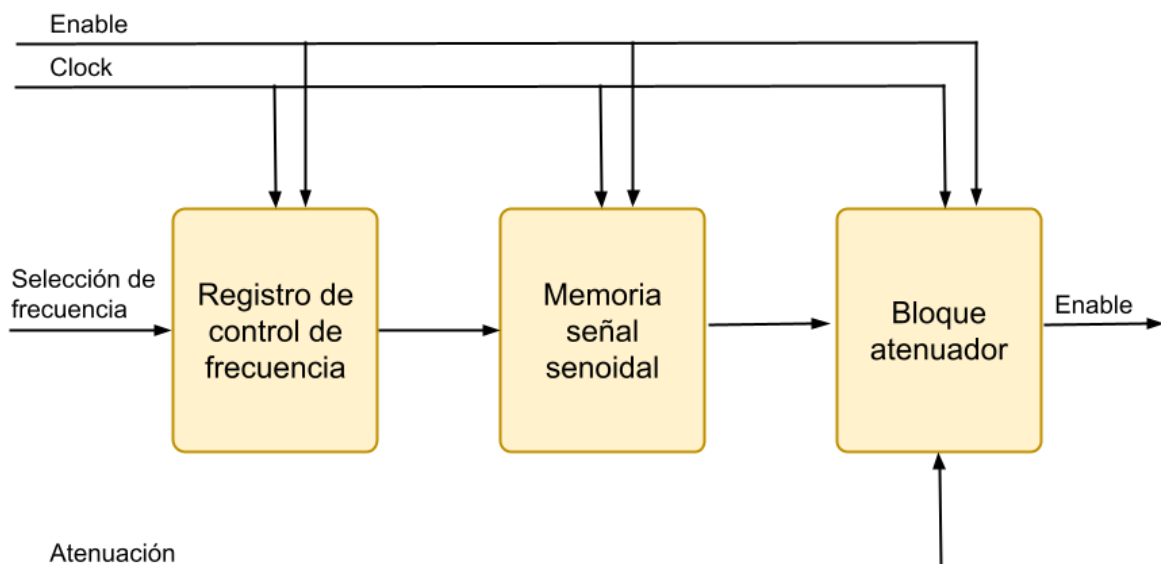 Enable
Clock
Selección de
frecuencia
Registro de
control de
frecuencia
Memoria
señal
senoidal
Bloque
atenuador
Enable
Atenuación